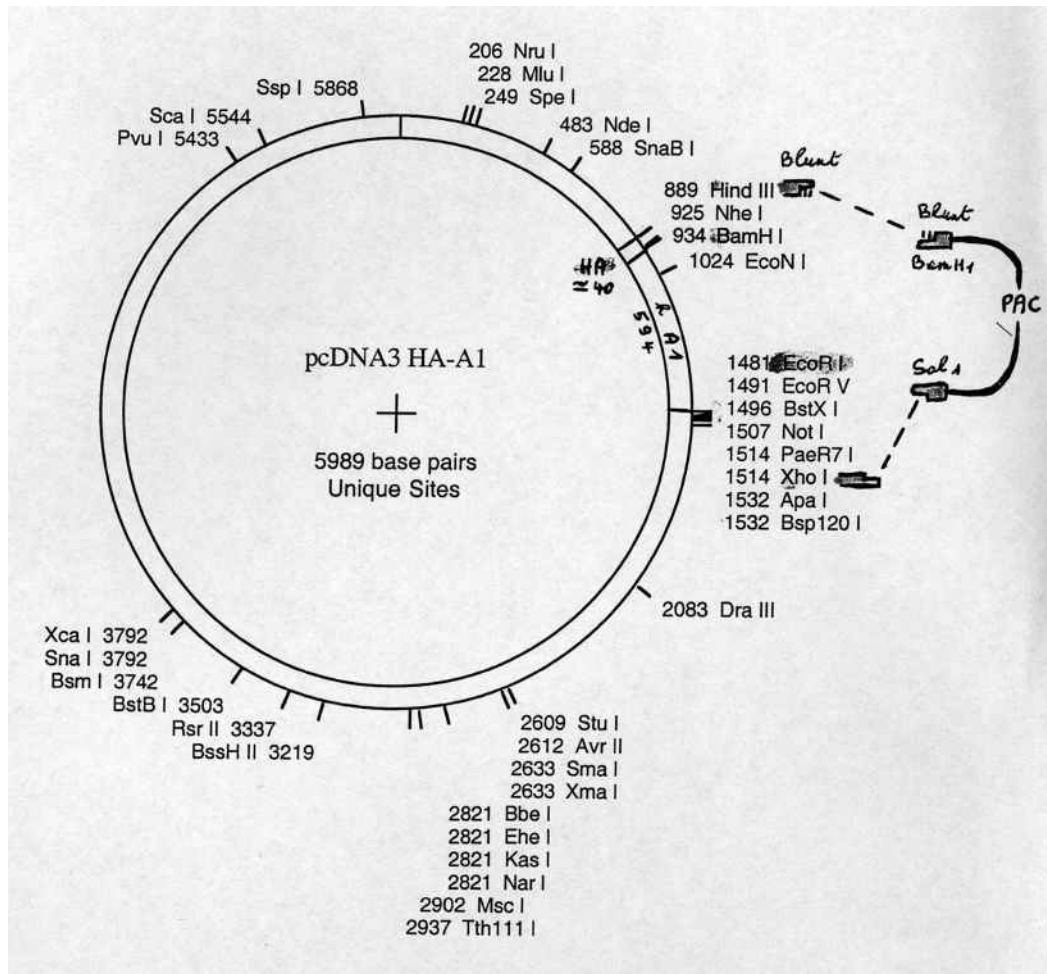 206 Nru I
228 Mlu I
249 Spe I
483 Nde I
588 SnaB I
Ssp I 5868
Sca I 5544
Pvu I 5433
Blunt
889 Hind III
925 Nhe I
934 BamH I
1024 EcoN I
Blunt
BamH1
PAC
Sal 1
HA
≃ 40
h A1
594
pcDNA3 HA-A1
5989 base pairs
Unique Sites
1481 EcoR I
1491 EcoR V
1496 BstX I
1507 Not I
1514 PaeR7 I
1514 Xho I
1532 Apa I
1532 Bsp120 I
2083 Dra III
Xca I 3792
Sna I 3792
Bsm I 3742
BstB I 3503
Rsr II 3337
BssH II 3219
2609 Stu I
2612 Avr II
2633 Sma I
2633 Xma I
2821 Bbe I
2821 Ehe I
2821 Kas I
2821 Nar I
2902 Msc I
2937 Tth111 I